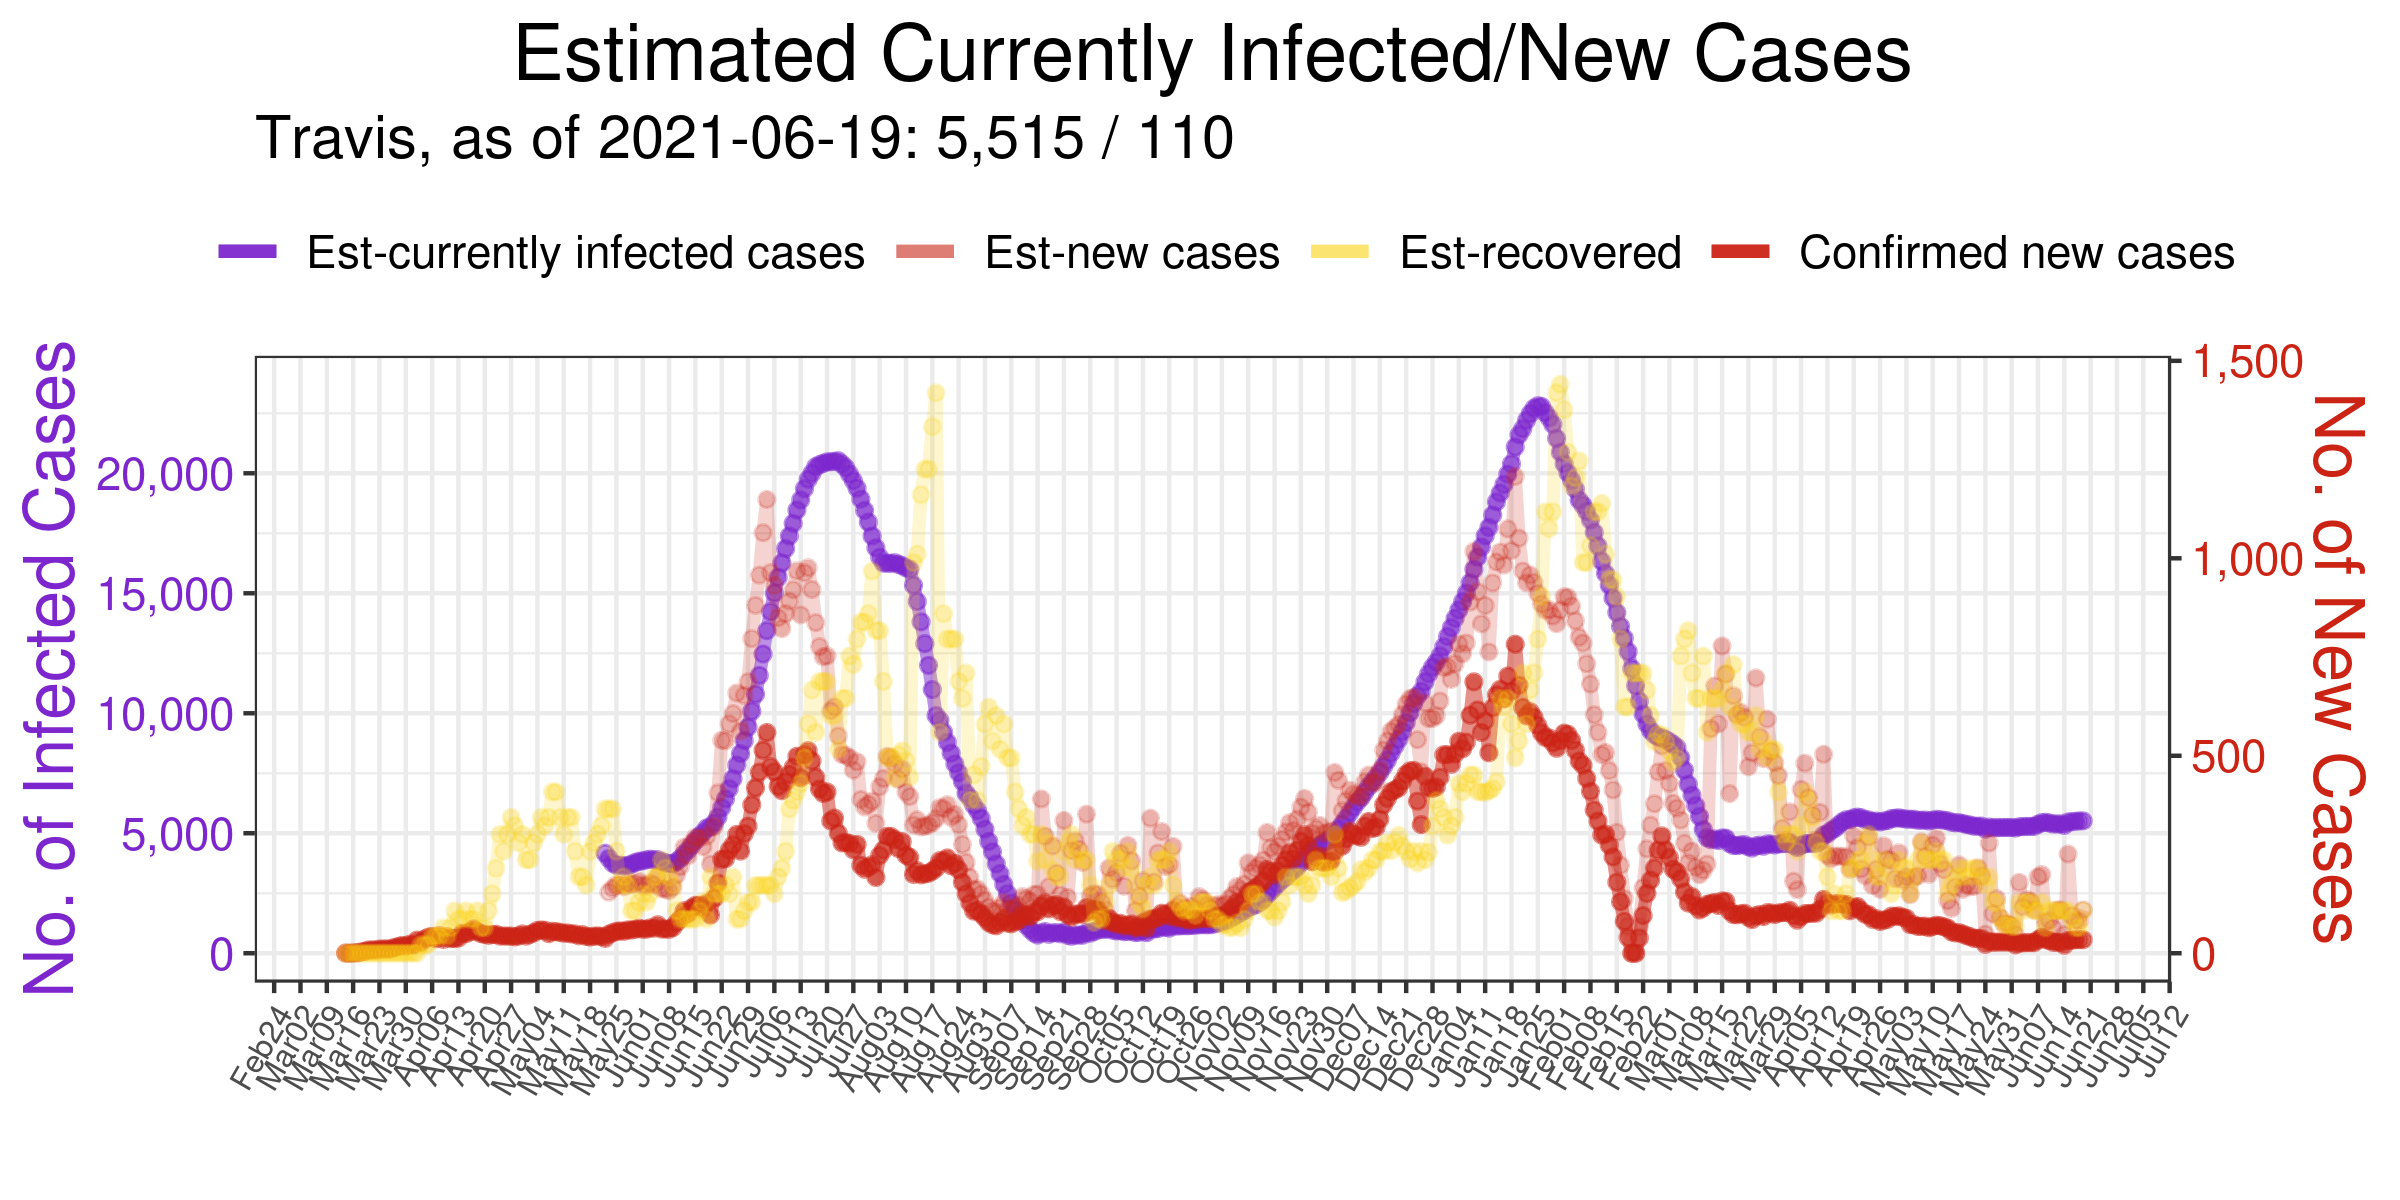 Estimated Currently Infected/New Cases
Travis, as of 2021-06-19: 5,515 / 110
Est-currently infected cases
Est-new cases
Est-recovered
Confirmed new cases
No. of Infected Cases
20,000
15,000
10,000
5,000
0
1,500
1,000
500
0
No. of New Cases
Feb24
Mar02
Mar09
Mar16
Mar23
Mar30
Apr06
Apr13
Apr20
Apr27
May04
May11
May18
May25
Jun01
Jun08
Jun15
Jun22
Jun29
Jul06
Jul13
Jul20
Jul27
Aug03
Aug10
Aug17
Aug24
Aug31
Sep07
Sep14
Sep21
Sep28
Oct05
Oct12
Oct19
Oct26
Nov02
Nov09
Nov16
Nov23
Nov30
Dec07
Dec14
Dec21
Dec28
Jan04
Jan11
Jan18
Jan25
Feb01
Feb08
Feb15
Feb22
Mar01
Mar08
Mar15
Mar22
Mar29
Apr05
Apr12
Apr19
Apr26
May03
May10
May17
May24
May31
Jun07
Jun14
Jun21
Jun28
Jul05
Jul12